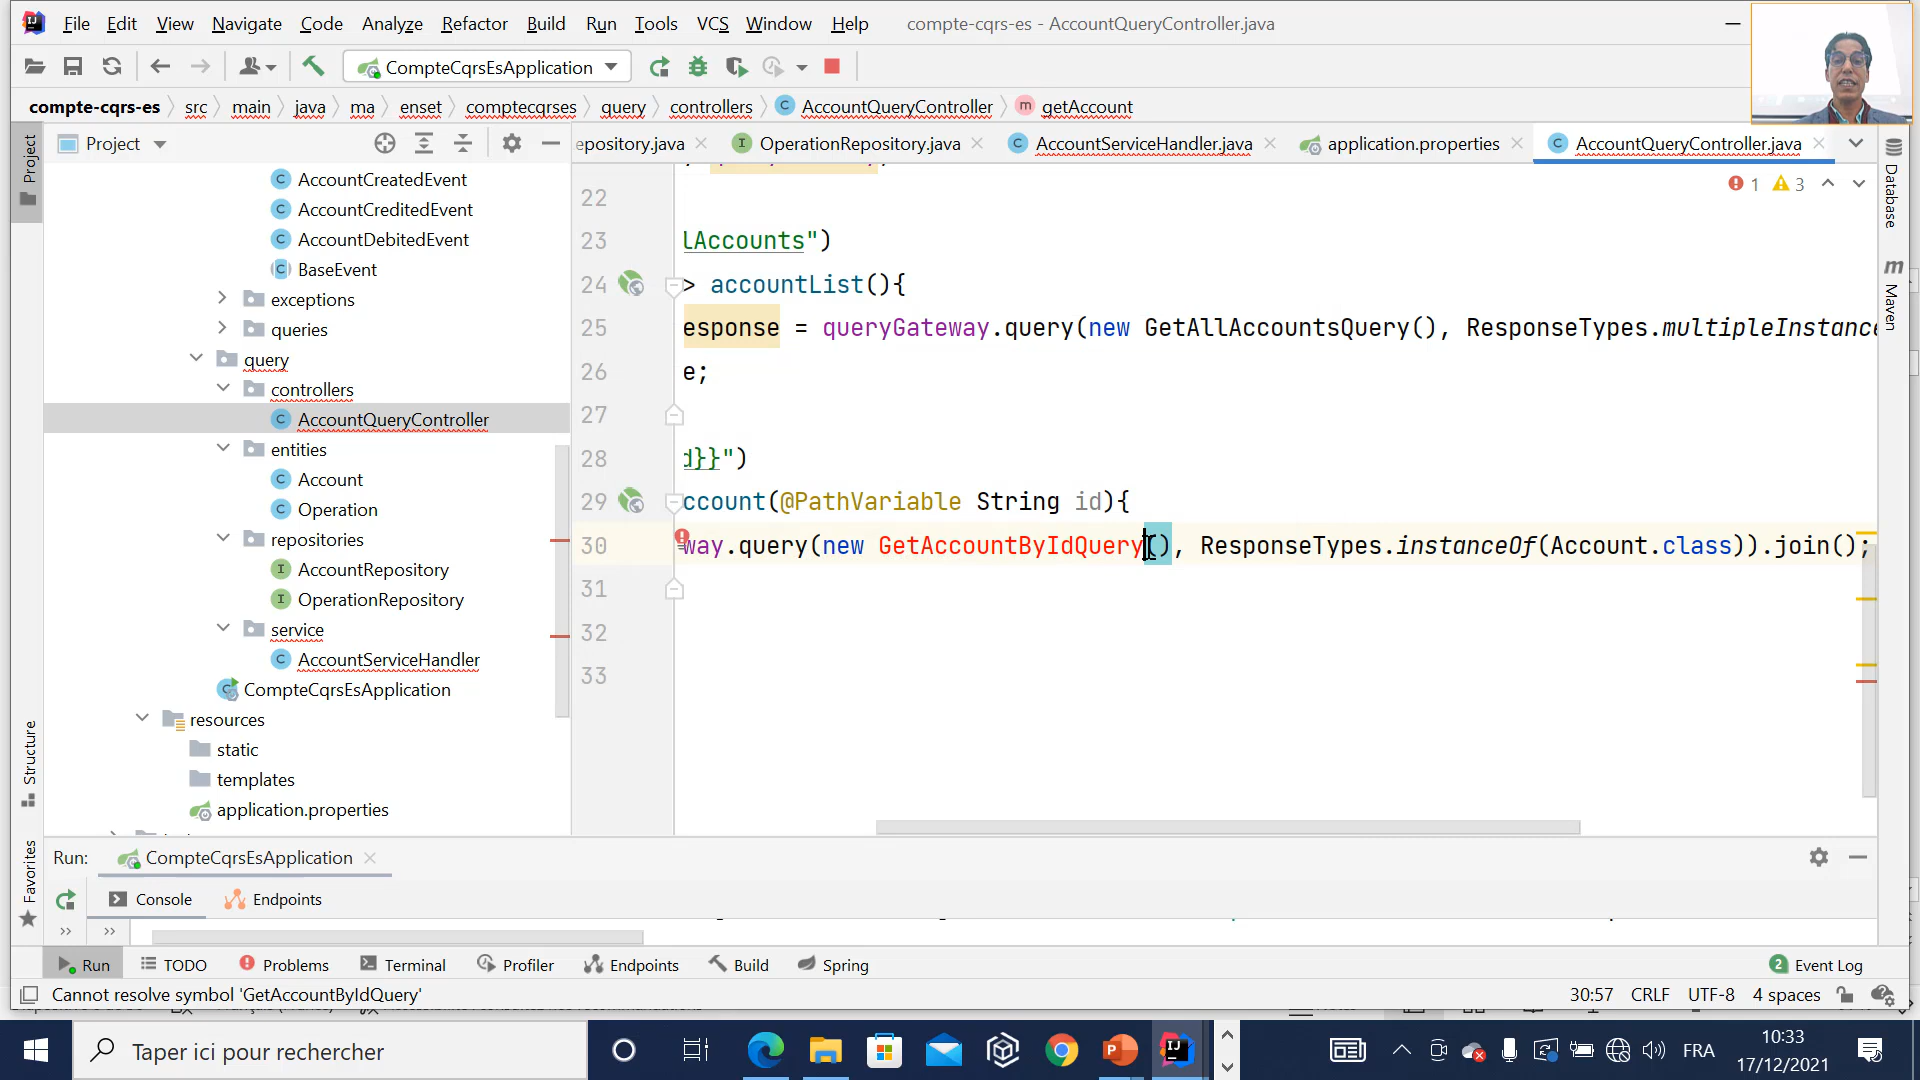 File Edit View Navigate Code Analyze Refactor Build Run Tools VCS Window Help compte-cqrs-es - AccountQueryController.java
CompteCqrsEsApplication
compte-cqrs-es src main java ma enset comptecqrses query controllers AccountQueryController getAccount
Project
epository.java OperationRepository.java AccountServiceHandler.java application.properties AccountQueryController.java
1 3
AccountCreatedEvent
AccountCreditedEvent
AccountDebitedEvent
BaseEvent
exceptions
queries
query
controllers
AccountQueryController
entities
Account
Operation
repositories
AccountRepository
OperationRepository
service
AccountServiceHandler
CompteCqrsEsApplication
resources
static
templates
application.properties
22
23 lAccounts")
24 > accountList(){
25 esponse = queryGateway.query(new GetAllAccountsQuery(), ResponseTypes.multipleInstance
26 e;
27
28 d}}")
29 ccount(@PathVariable String id){
30 way.query(new GetAccountByIdQuery(), ResponseTypes.instanceOf(Account.class)).join();
31
32
33
Project
Structure
Favorites
Database
Maven
Run: CompteCqrsEsApplication
Console Endpoints
Run TODO Problems Terminal Profiler Endpoints Build Spring 2 Event Log
Cannot resolve symbol 'GetAccountByIdQuery' 30:57 CRLF UTF-8 4 spaces
Taper ici pour rechercher
FRA
10:33
17/12/2021